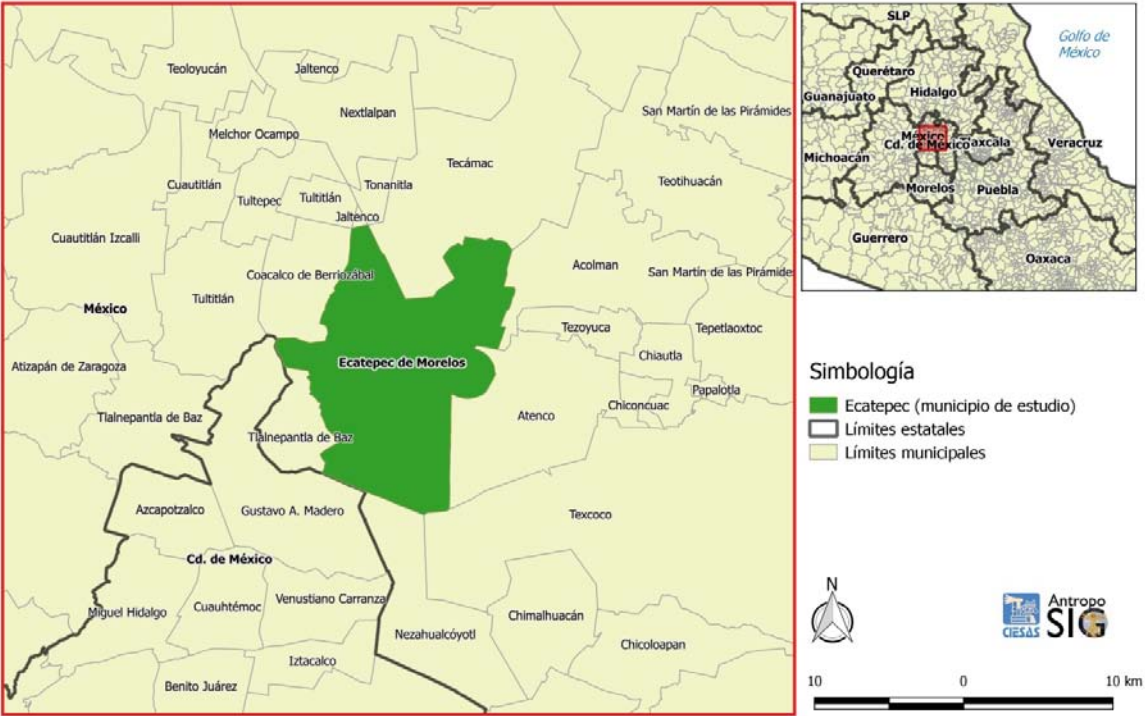 Teoloyucán
Jaltenco
Nextlalpan
San Martín de las Pirámides
Melchor Ocampo
Tecámac
Cuautitlán
Tultepec
Tultitlán
Tonanitla
Teotihuacán
Jaltenco
Cuautitlán Izcalli
Coacalco de Berriozábal
Acolman
San Martín de las Pirámides
Tultitlán
México
Tezoyuca
Tepetlaoxtoc
Chiautla
Atizapán de Zaragoza
Ecatepec de Morelos
Papalotla
Chiconcuac
Tlalnepantla de Baz
Atenco
Tlalnepantla de Baz
Azcapotzalco
Gustavo A. Madero
Texcoco
Cd. de México
Miguel Hidalgo
Cuauhtémoc
Venustiano Carranza
Chimalhuacán
Nezahualcóyotl
Chicoloapan
Iztacalco
Benito Juárez
SLP
Golfo de
México
Querétaro
Hidalgo
Guanajuato
México
Cd. de México
Tlaxcala
Veracruz
Michoacán
Morelos
Puebla
Guerrero
Oaxaca
Simbología
Ecatepec (municipio de estudio)
Límites estatales
Límites municipales
N
CIESAS
Antropo
SIG
10 0 10 km